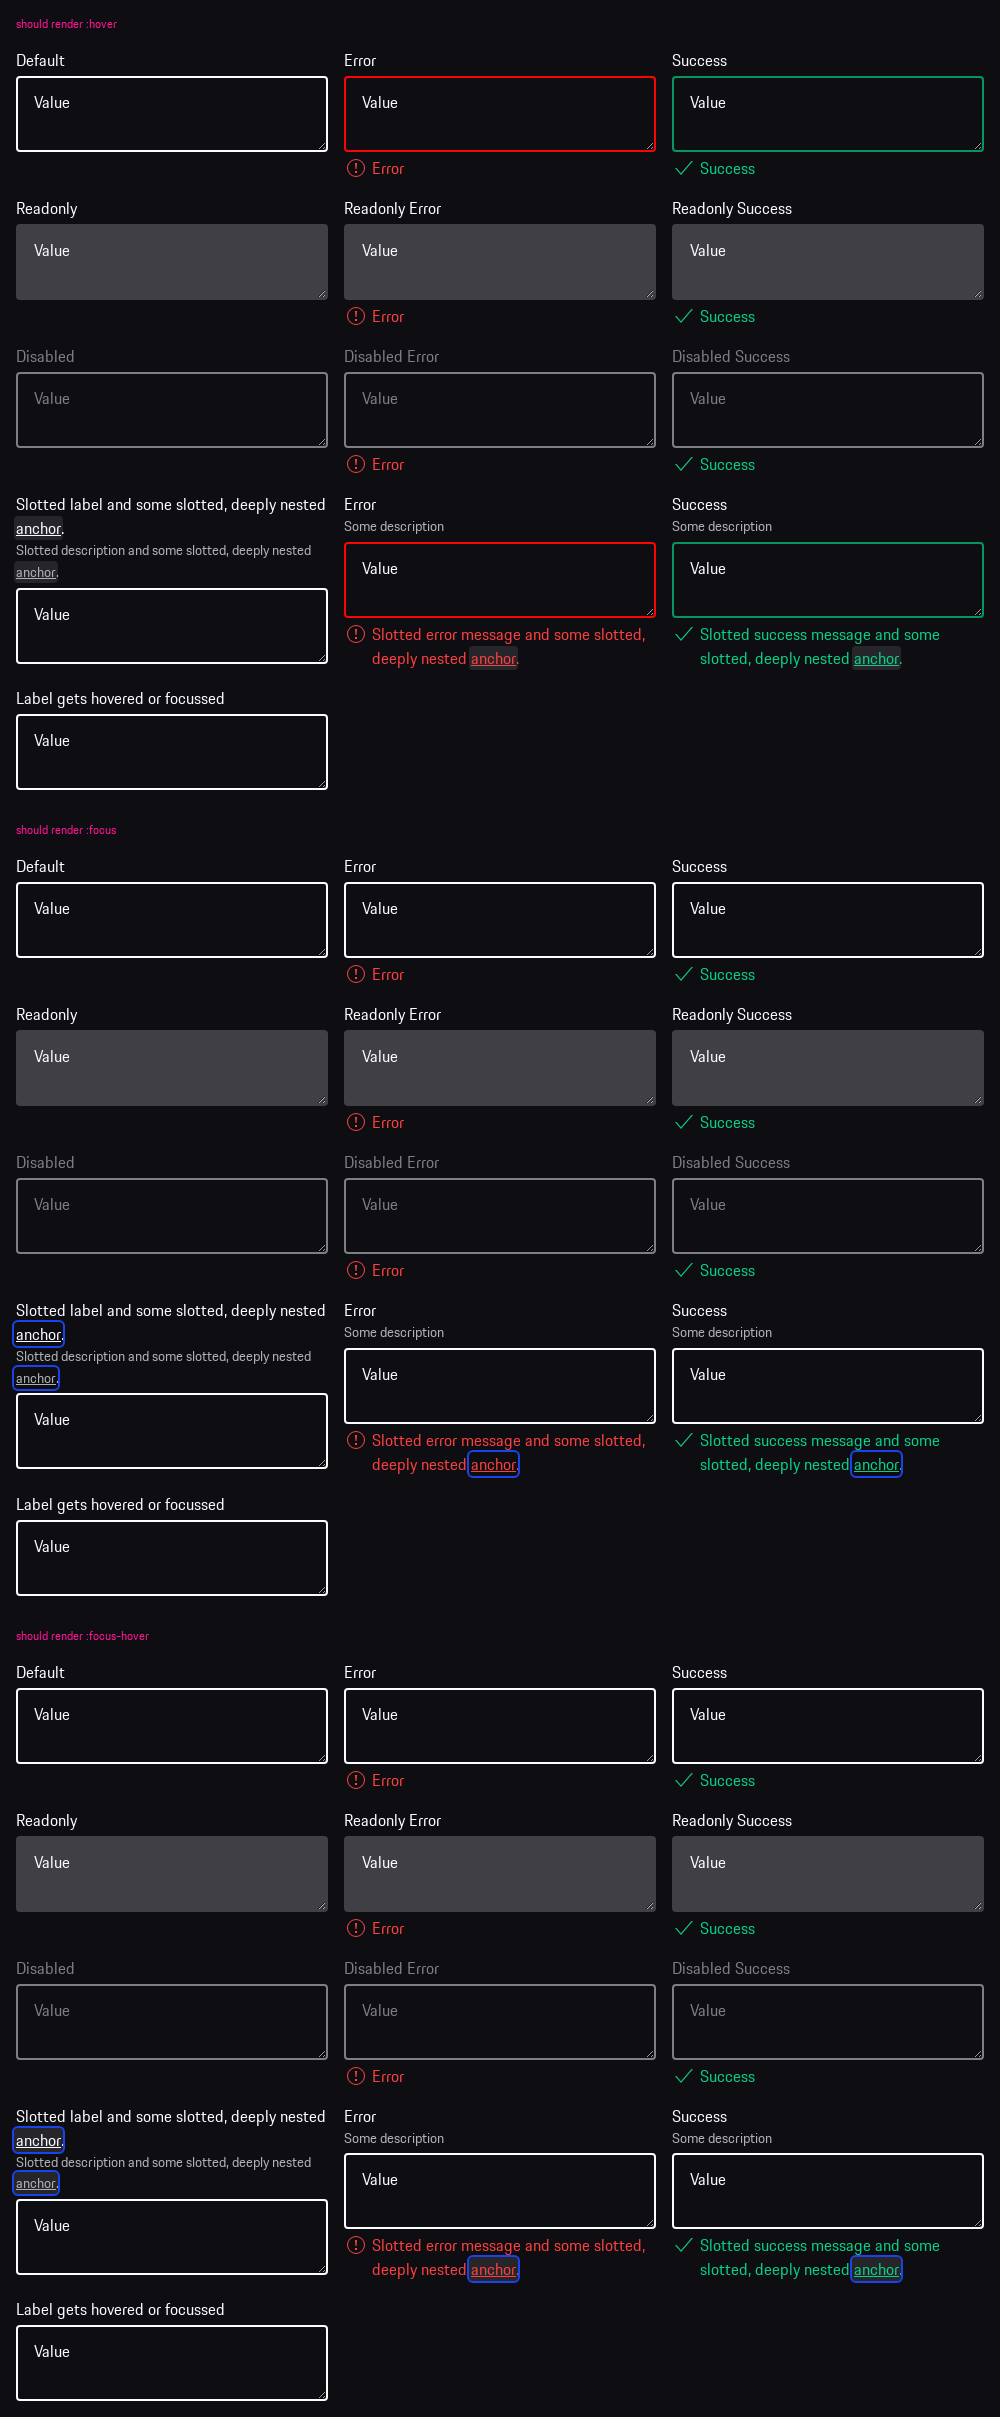 should render :hover
Default
Error
Success
Value
Value
Value
Error
Success
Readonly
Readonly Error
Readonly Success
Value
Value
Value
Error
Success
Disabled
Disabled Error
Disabled Success
Value
Value
Value
Error
Success
Slotted label and some slotted, deeply nested
anchor.
Slotted description and some slotted, deeply nested
anchor.
Value
Error
Some description
Value
Slotted error message and some slotted,
deeply nested anchor.
Success
Some description
Value
Slotted success message and some
slotted, deeply nested anchor.
Label gets hovered or focussed
Value
should render :focus
Default
Error
Success
Value
Value
Value
Error
Success
Readonly
Readonly Error
Readonly Success
Value
Value
Value
Error
Success
Disabled
Disabled Error
Disabled Success
Value
Value
Value
Error
Success
Slotted label and some slotted, deeply nested
anchor.
Slotted description and some slotted, deeply nested
anchor.
Value
Error
Some description
Value
Slotted error message and some slotted,
deeply nested anchor.
Success
Some description
Value
Slotted success message and some
slotted, deeply nested anchor.
Label gets hovered or focussed
Value
should render :focus-hover
Default
Error
Success
Value
Value
Value
Error
Success
Readonly
Readonly Error
Readonly Success
Value
Value
Value
Error
Success
Disabled
Disabled Error
Disabled Success
Value
Value
Value
Error
Success
Slotted label and some slotted, deeply nested
anchor.
Slotted description and some slotted, deeply nested
anchor.
Value
Error
Some description
Value
Slotted error message and some slotted,
deeply nested anchor.
Success
Some description
Value
Slotted success message and some
slotted, deeply nested anchor.
Label gets hovered or focussed
Value